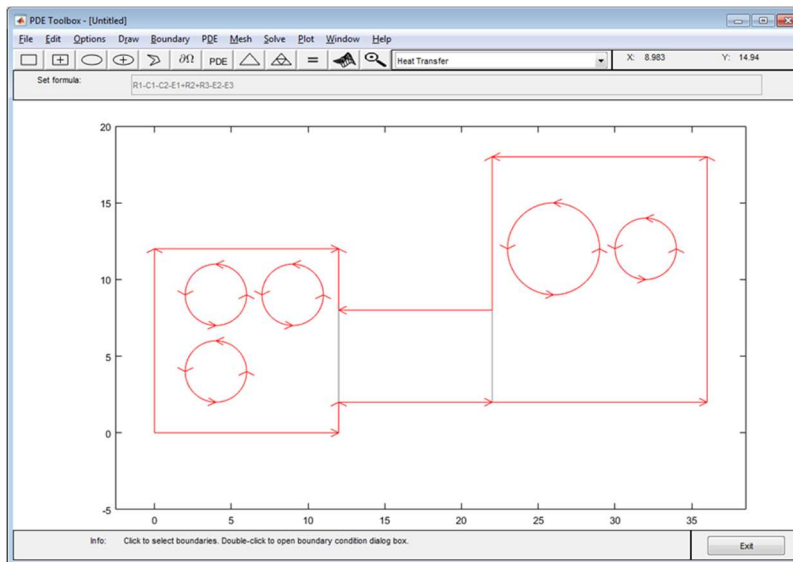 PDE Toolbox - [Untitled]
File Edit Options Draw Boundary PDE Mesh Solve Plot Window Help
∂Ω PDE = Heat Transfer X: 8.983 Y: 14.94
Set formula: R1-C1-C2-E1+R2+R3-E2-E3
20
15
10
5
0
-5
0 5 10 15 20 25 30 35
Info: Click to select boundaries. Double-click to open boundary condition dialog box. Exit